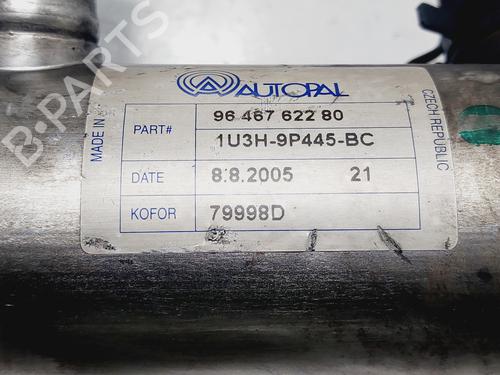 AUTOPAL
PART#
96 467 622 80
1U3H-9P445-BC
DATE
8.8.2005
21
KOFOR
79998D
MADE IN
CZECH REPUBLIC